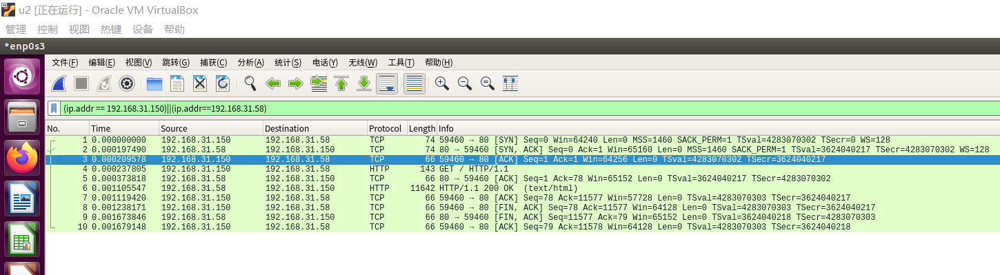 u2 [正在运行] - Oracle VM VirtualBox
管理 控制 视图 热键 设备 帮助
*enp0s3
文件(F) 编辑(E) 视图(V) 跳转(G) 捕获(C) 分析(A) 统计(S) 电话(Y) 无线(W) 工具(T) 帮助(H)
(ip.addr == 192.168.31.150)||(ip.addr==192.168.31.58)
No. Time Source Destination Protocol Length Info
1 0.000000000 192.168.31.150 192.168.31.58 TCP 74 59460 → 80 [SYN] Seq=0 Win=64240 Len=0 MSS=1460 SACK_PERM=1 TSval=4283070302 TSecr=0 WS=128
2 0.000197490 192.168.31.58 192.168.31.150 TCP 74 80 → 59460 [SYN, ACK] Seq=0 Ack=1 Win=65160 Len=0 MSS=1460 SACK_PERM=1 TSval=3624040217 TSecr=4283070302 WS=128
3 0.000209578 192.168.31.150 192.168.31.58 TCP 66 59460 → 80 [ACK] Seq=1 Ack=1 Win=64256 Len=0 TSval=4283070302 TSecr=3624040217
4 0.000237805 192.168.31.150 192.168.31.58 HTTP 143 GET / HTTP/1.1
5 0.000373818 192.168.31.58 192.168.31.150 TCP 66 80 → 59460 [ACK] Seq=1 Ack=78 Win=65152 Len=0 TSval=3624040217 TSecr=4283070302
6 0.001105547 192.168.31.58 192.168.31.150 HTTP 11642 HTTP/1.1 200 OK (text/html)
7 0.001119420 192.168.31.150 192.168.31.58 TCP 66 59460 → 80 [ACK] Seq=78 Ack=11577 Win=57728 Len=0 TSval=4283070303 TSecr=3624040217
8 0.001238171 192.168.31.150 192.168.31.58 TCP 66 59460 → 80 [FIN, ACK] Seq=78 Ack=11577 Win=64128 Len=0 TSval=4283070303 TSecr=3624040217
9 0.001673846 192.168.31.58 192.168.31.150 TCP 66 80 → 59460 [FIN, ACK] Seq=11577 Ack=79 Win=65152 Len=0 TSval=3624040218 TSecr=4283070303
10 0.001679148 192.168.31.150 192.168.31.58 TCP 66 59460 → 80 [ACK] Seq=79 Ack=11578 Win=64128 Len=0 TSval=4283070303 TSecr=3624040218